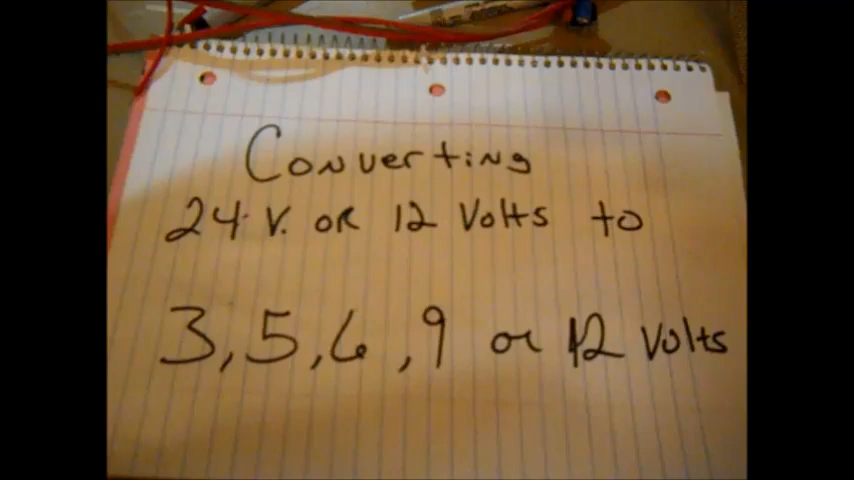 Converting
24 V. OR 12 Volts to
3, 5, 6, 9 or 12 Volts